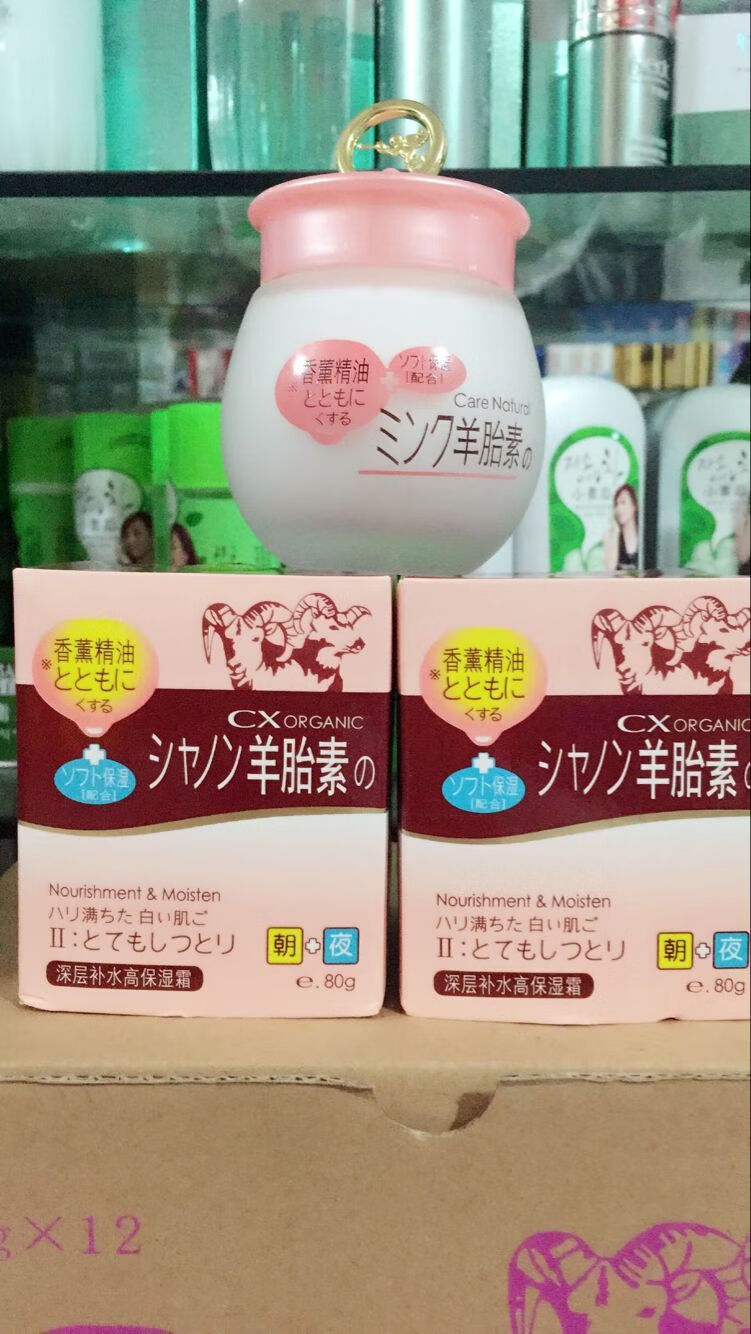 香薰精油
※とともに
くする
ソフト保湿
[配合]
Care Natural
ミンク羊胎素の
香薰精油
※とともに
くする
ソフト保湿
[配合]
CX ORGANIC
シャノン羊胎素の
Nourishment & Moisten
ハリ満ちた 白い肌ご
II:とてもしつとリ
朝+夜
深层补水高保湿霜
e. 80g
香薰精油
※とともに
くする
ソフト保湿
[配合]
CX ORGANIC
シャノン羊胎素
Nourishment & Moisten
ハリ満ちた 白い肌ご
II:とてもしつとリ
朝+夜
深层补水高保湿霜
e. 80g
g×12